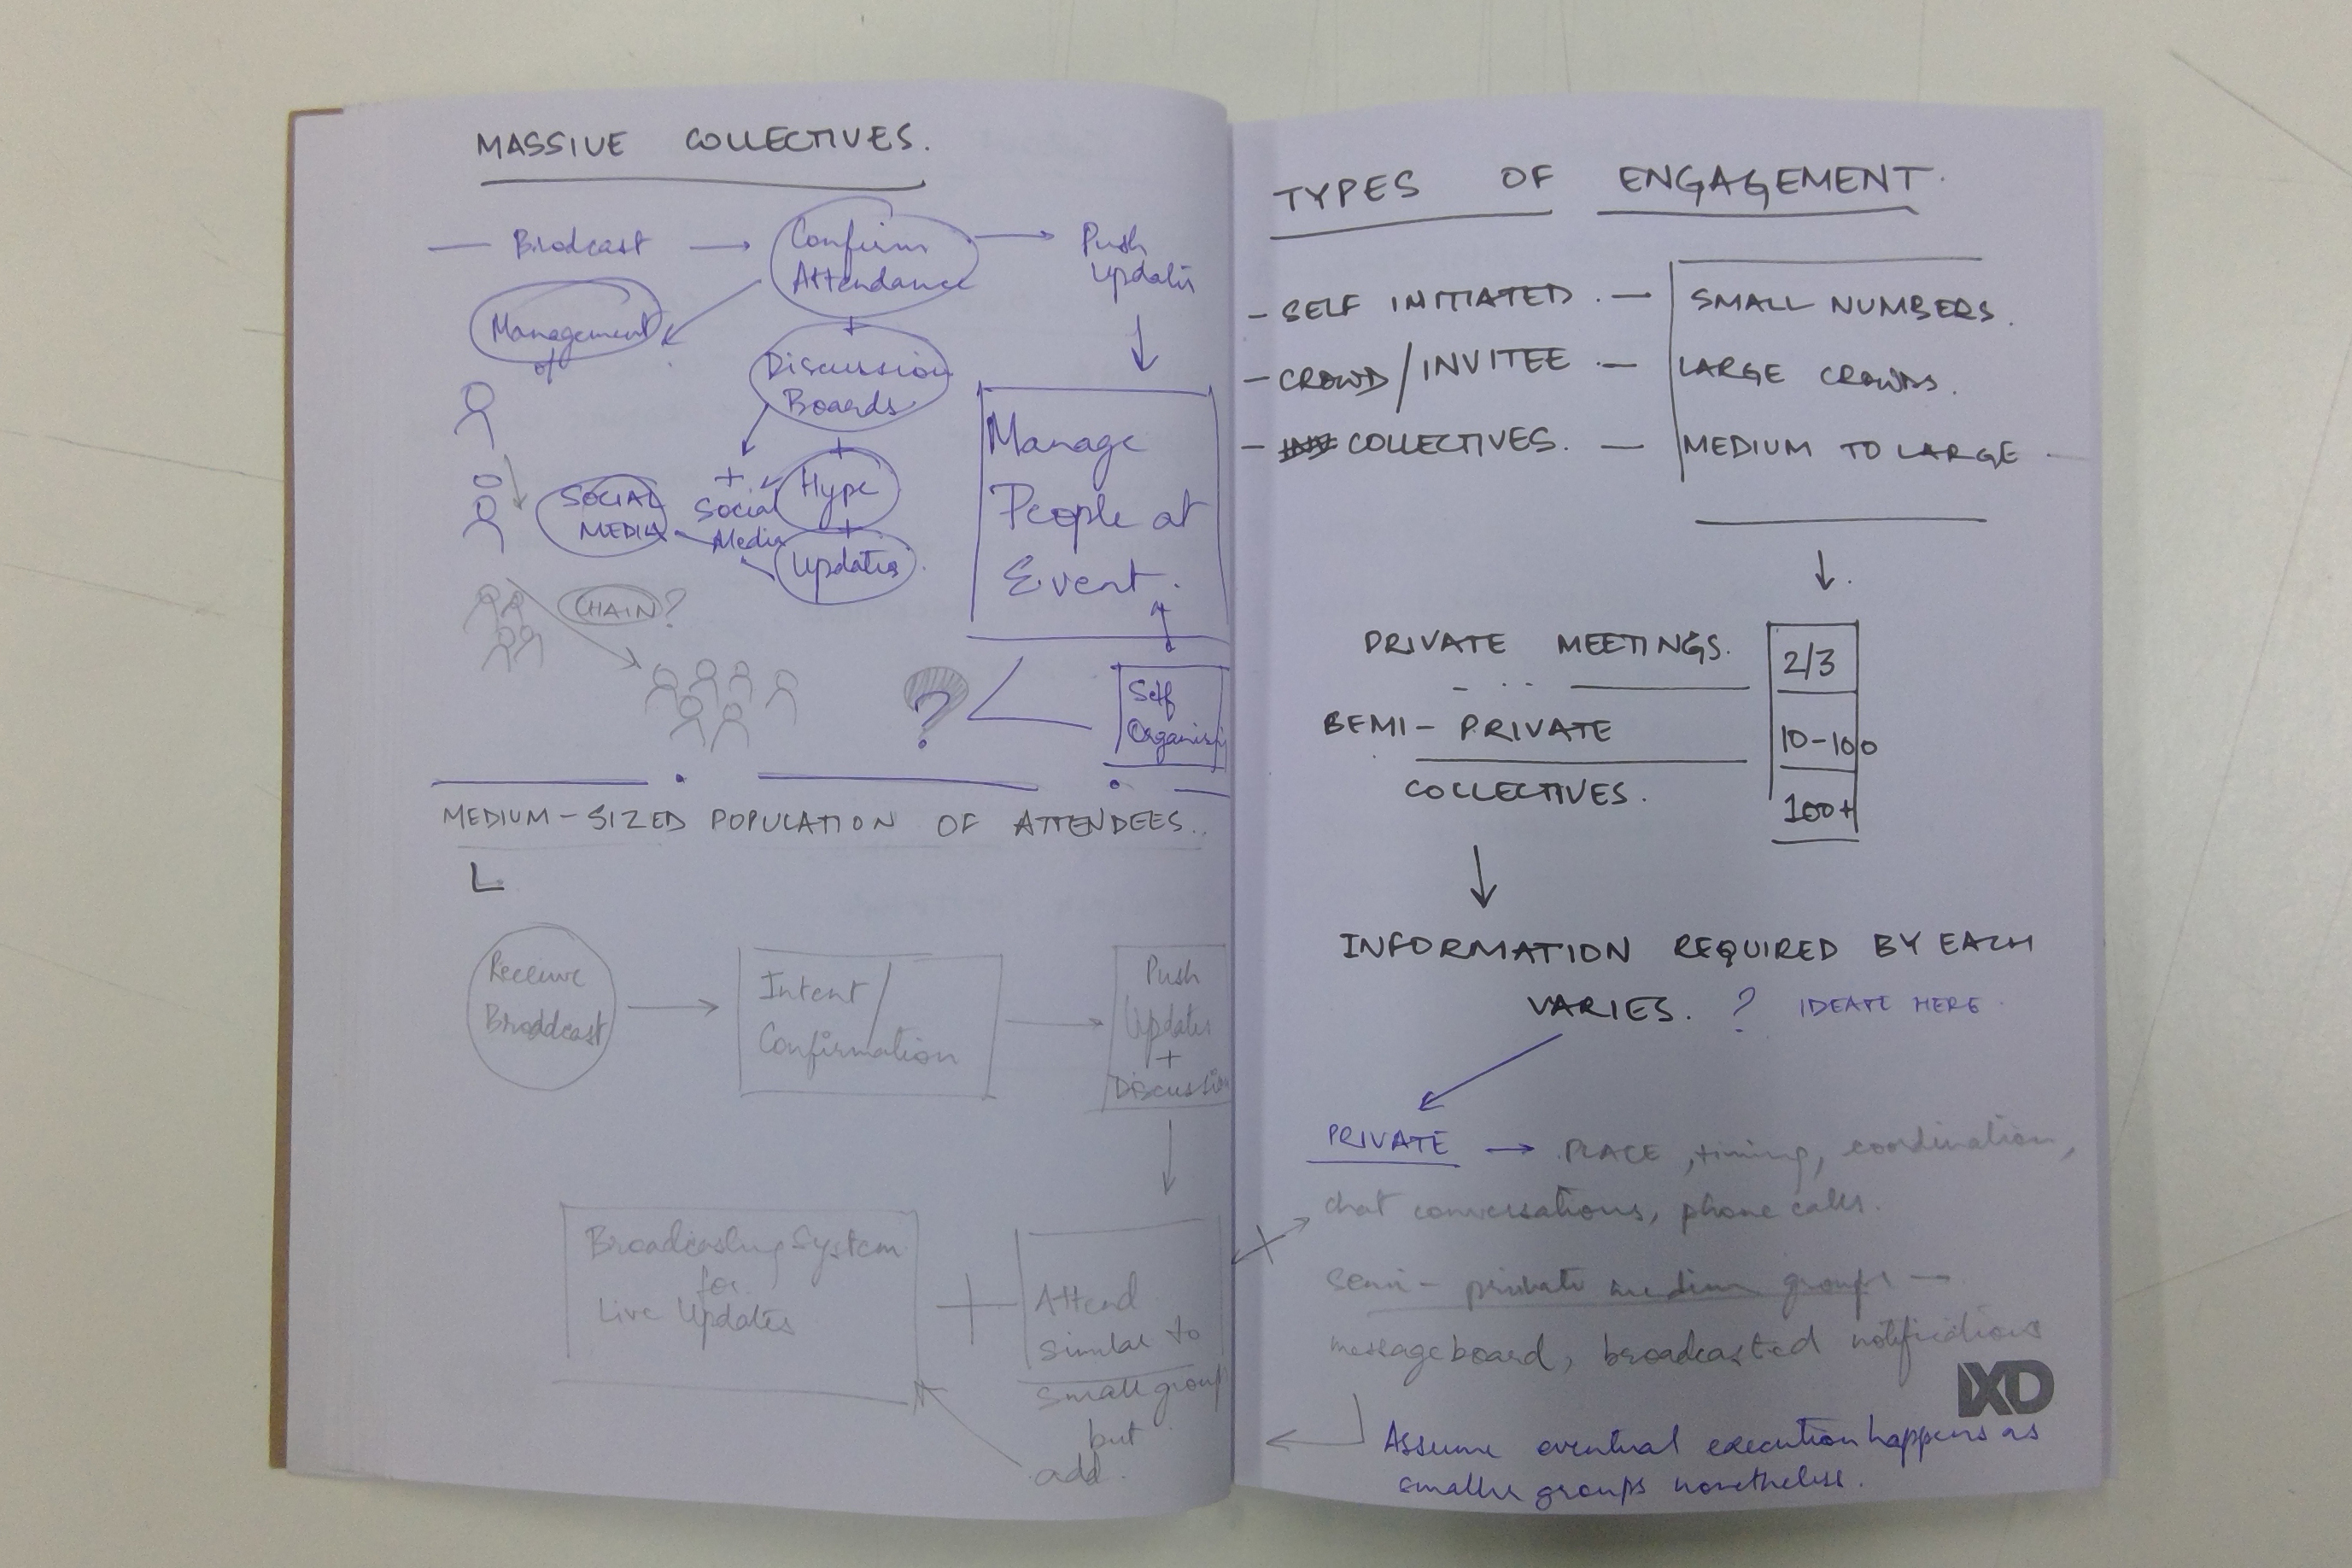 MASSIVE COLLECTIVES.
Brodcast
Confirm
Attendance
Push
Updates
Management
of
+
Discussion
Boards
+
Hype
+
Updates
+
Social
Media
SOCIAL
MEDIA
CHAIN?
Manage
People at
Event.
Self
Organising
?
MEDIUM-SIZED POPULATION OF ATTENDEES.
Receive
Broddcast
Intent/
Confirmation
Push
Updates
+
Discussion
Broadcasting System
for
Live Updates
+
Attend
similar to
small group
but
add.
TYPES OF ENGAGEMENT.
- SELF INITIATED. - SMALL NUMBERS.
- CROWD/INVITEE - LARGE CROWDS.
- COLLECTIVES. - MEDIUM TO LARGE
PRIVATE MEETINGS. 2/3
SEMI-PRIVATE 10-100
COLLECTIVES. 100+
INFORMATION REQUIRED BY EACH
VARIES. ? IDEATE HERE.
PRIVATE → PLACE, timing, coordination,
chat conversations, phone calls.
semi-private medium groups →
messageboard, broadcasted notifications
IXD
Assume eventual execution happens as
smaller groups nonetheless.